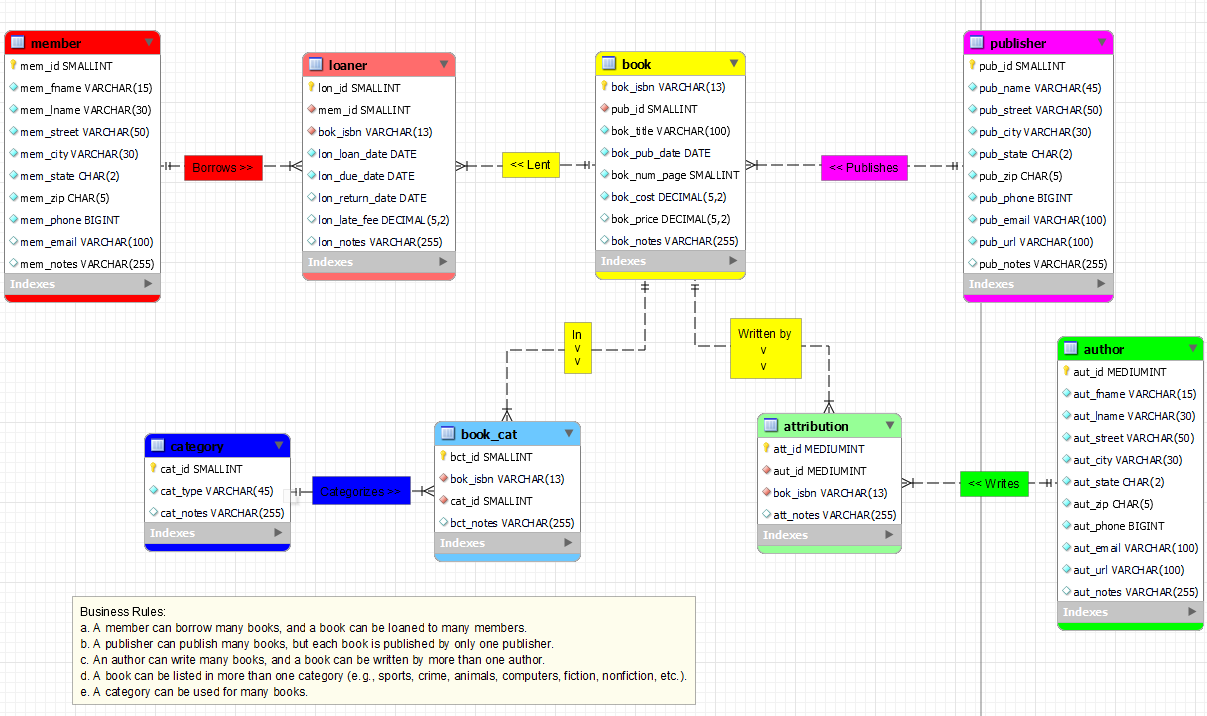 member
mem_id SMALLINT
mem_fname VARCHAR(15)
mem_lname VARCHAR(30)
mem_street VARCHAR(50)
mem_city VARCHAR(30)
mem_state CHAR(2)
mem_zip CHAR(5)
mem_phone BIGINT
mem_email VARCHAR(100)
mem_notes VARCHAR(255)
Indexes
Borrows >>
loaner
lon_id SMALLINT
mem_id SMALLINT
bok_isbn VARCHAR(13)
lon_loan_date DATE
lon_due_date DATE
lon_return_date DATE
lon_late_fee DECIMAL(5,2)
lon_notes VARCHAR(255)
Indexes
<< Lent
book
bok_isbn VARCHAR(13)
pub_id SMALLINT
bok_title VARCHAR(100)
bok_pub_date DATE
bok_num_page SMALLINT
bok_cost DECIMAL(5,2)
bok_price DECIMAL(5,2)
bok_notes VARCHAR(255)
Indexes
<< Publishes
publisher
pub_id SMALLINT
pub_name VARCHAR(45)
pub_street VARCHAR(50)
pub_city VARCHAR(30)
pub_state CHAR(2)
pub_zip CHAR(5)
pub_phone BIGINT
pub_email VARCHAR(100)
pub_url VARCHAR(100)
pub_notes VARCHAR(255)
Indexes
In
v
v
Written by
v
v
category
cat_id SMALLINT
cat_type VARCHAR(45)
cat_notes VARCHAR(255)
Indexes
Categorizes >>
book_cat
bct_id SMALLINT
bok_isbn VARCHAR(13)
cat_id SMALLINT
bct_notes VARCHAR(255)
Indexes
attribution
att_id MEDIUMINT
aut_id MEDIUMINT
bok_isbn VARCHAR(13)
att_notes VARCHAR(255)
Indexes
<< Writes
author
aut_id MEDIUMINT
aut_fname VARCHAR(15)
aut_lname VARCHAR(30)
aut_street VARCHAR(50)
aut_city VARCHAR(30)
aut_state CHAR(2)
aut_zip CHAR(5)
aut_phone BIGINT
aut_email VARCHAR(100)
aut_url VARCHAR(100)
aut_notes VARCHAR(255)
Indexes
Business Rules:
a. A member can borrow many books, and a book can be loaned to many members.
b. A publisher can publish many books, but each book is published by only one publisher.
c. An author can write many books, and a book can be written by more than one author.
d. A book can be listed in more than one category (e.g., sports, crime, animals, computers, fiction, nonfiction, etc.).
e. A category can be used for many books.